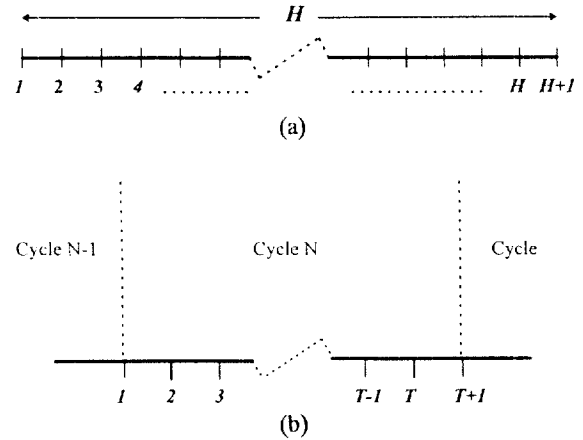 H
1 2 3 4 .......... .............. H H+1
(a)
Cycle N-1 Cycle N Cycle
1 2 3 T-1 T T+1
(b)